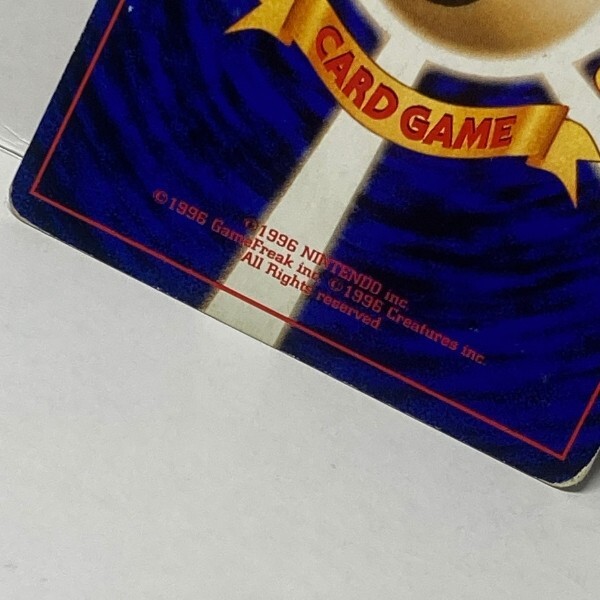 CARD GAME
©1996 NINTENDO inc.
©1996 GameFreak inc. ©1996 Creatures inc.
All Rights reserved